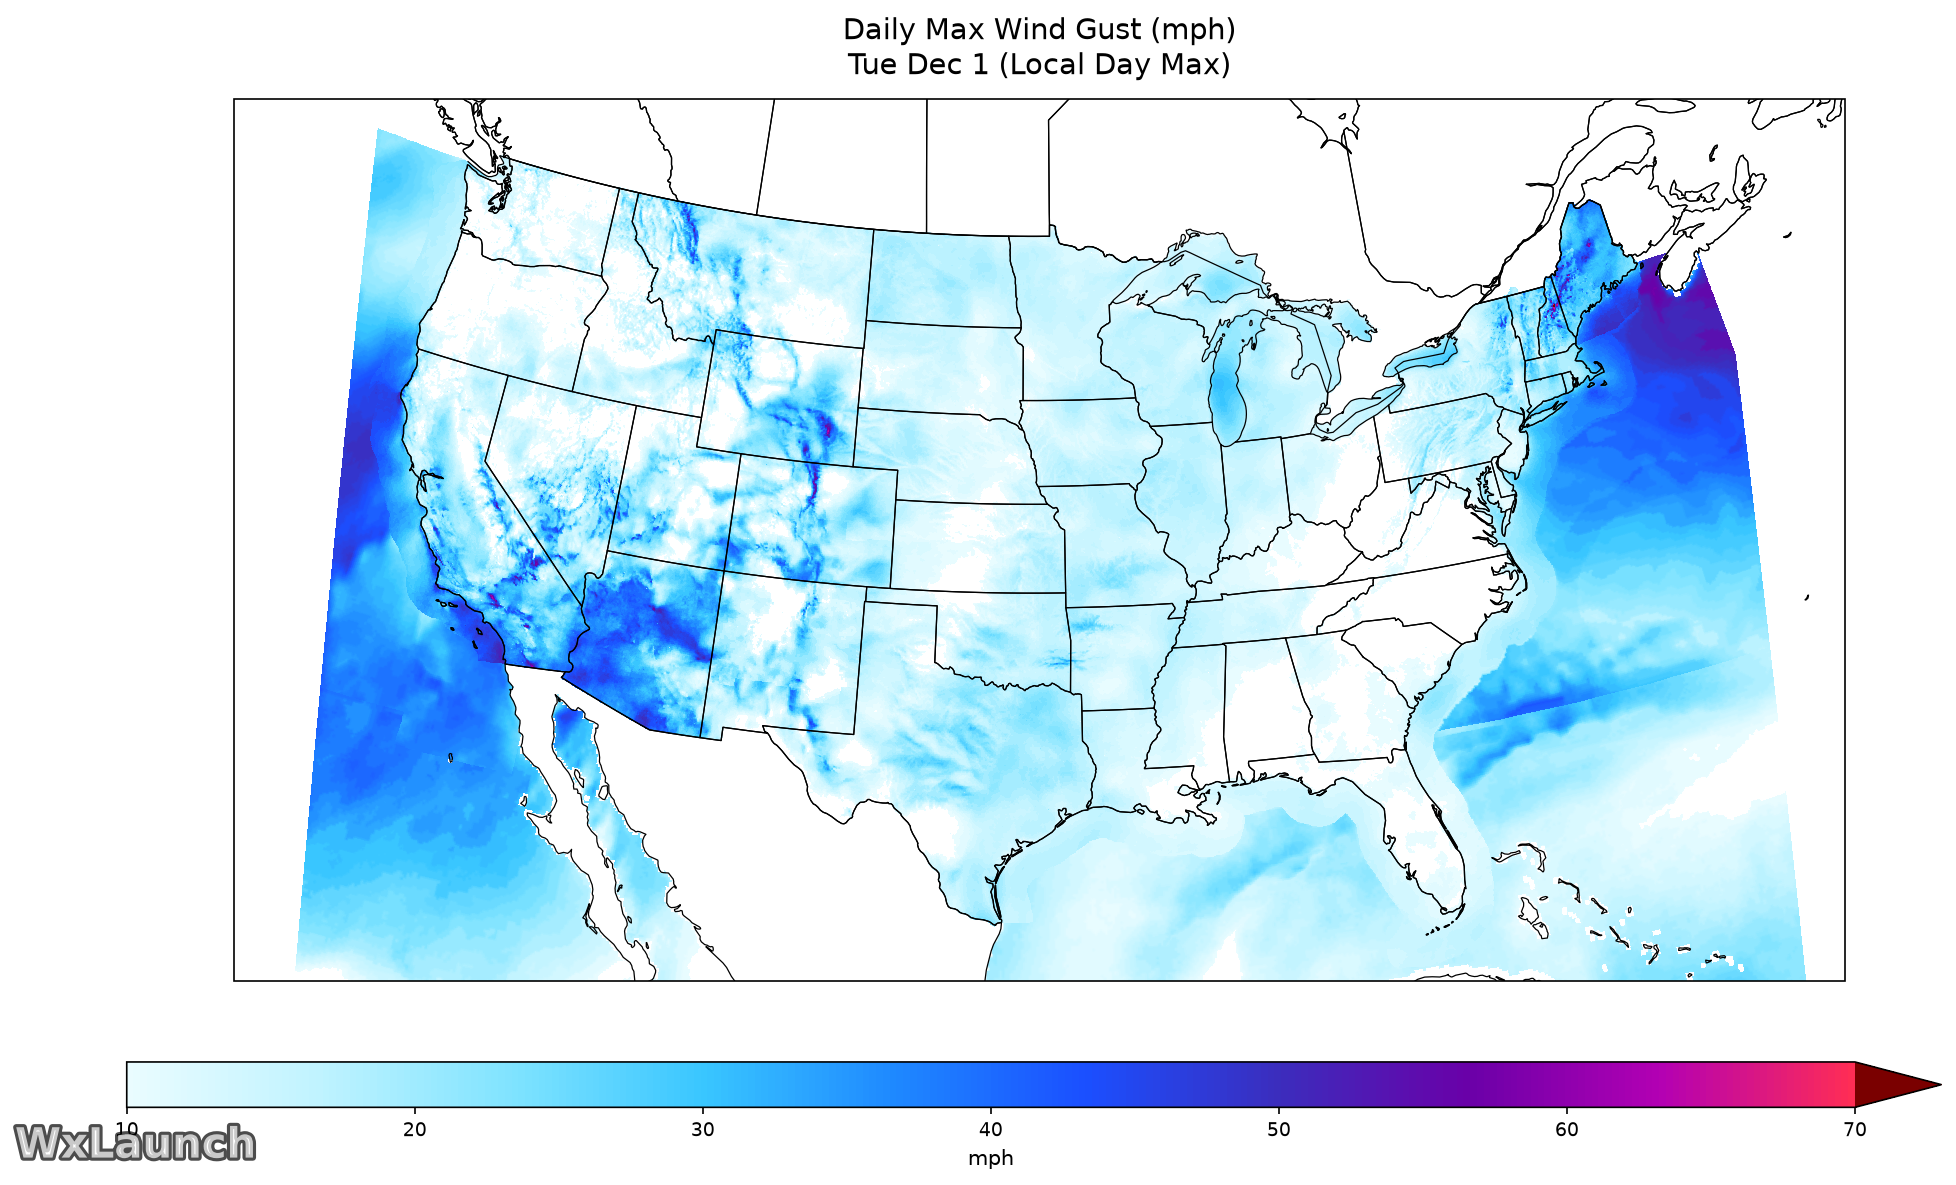 Daily Max Wind Gust (mph)
Tue Dec 1 (Local Day Max)
10 20 30 40 50 60 70
mph
WxLaunch